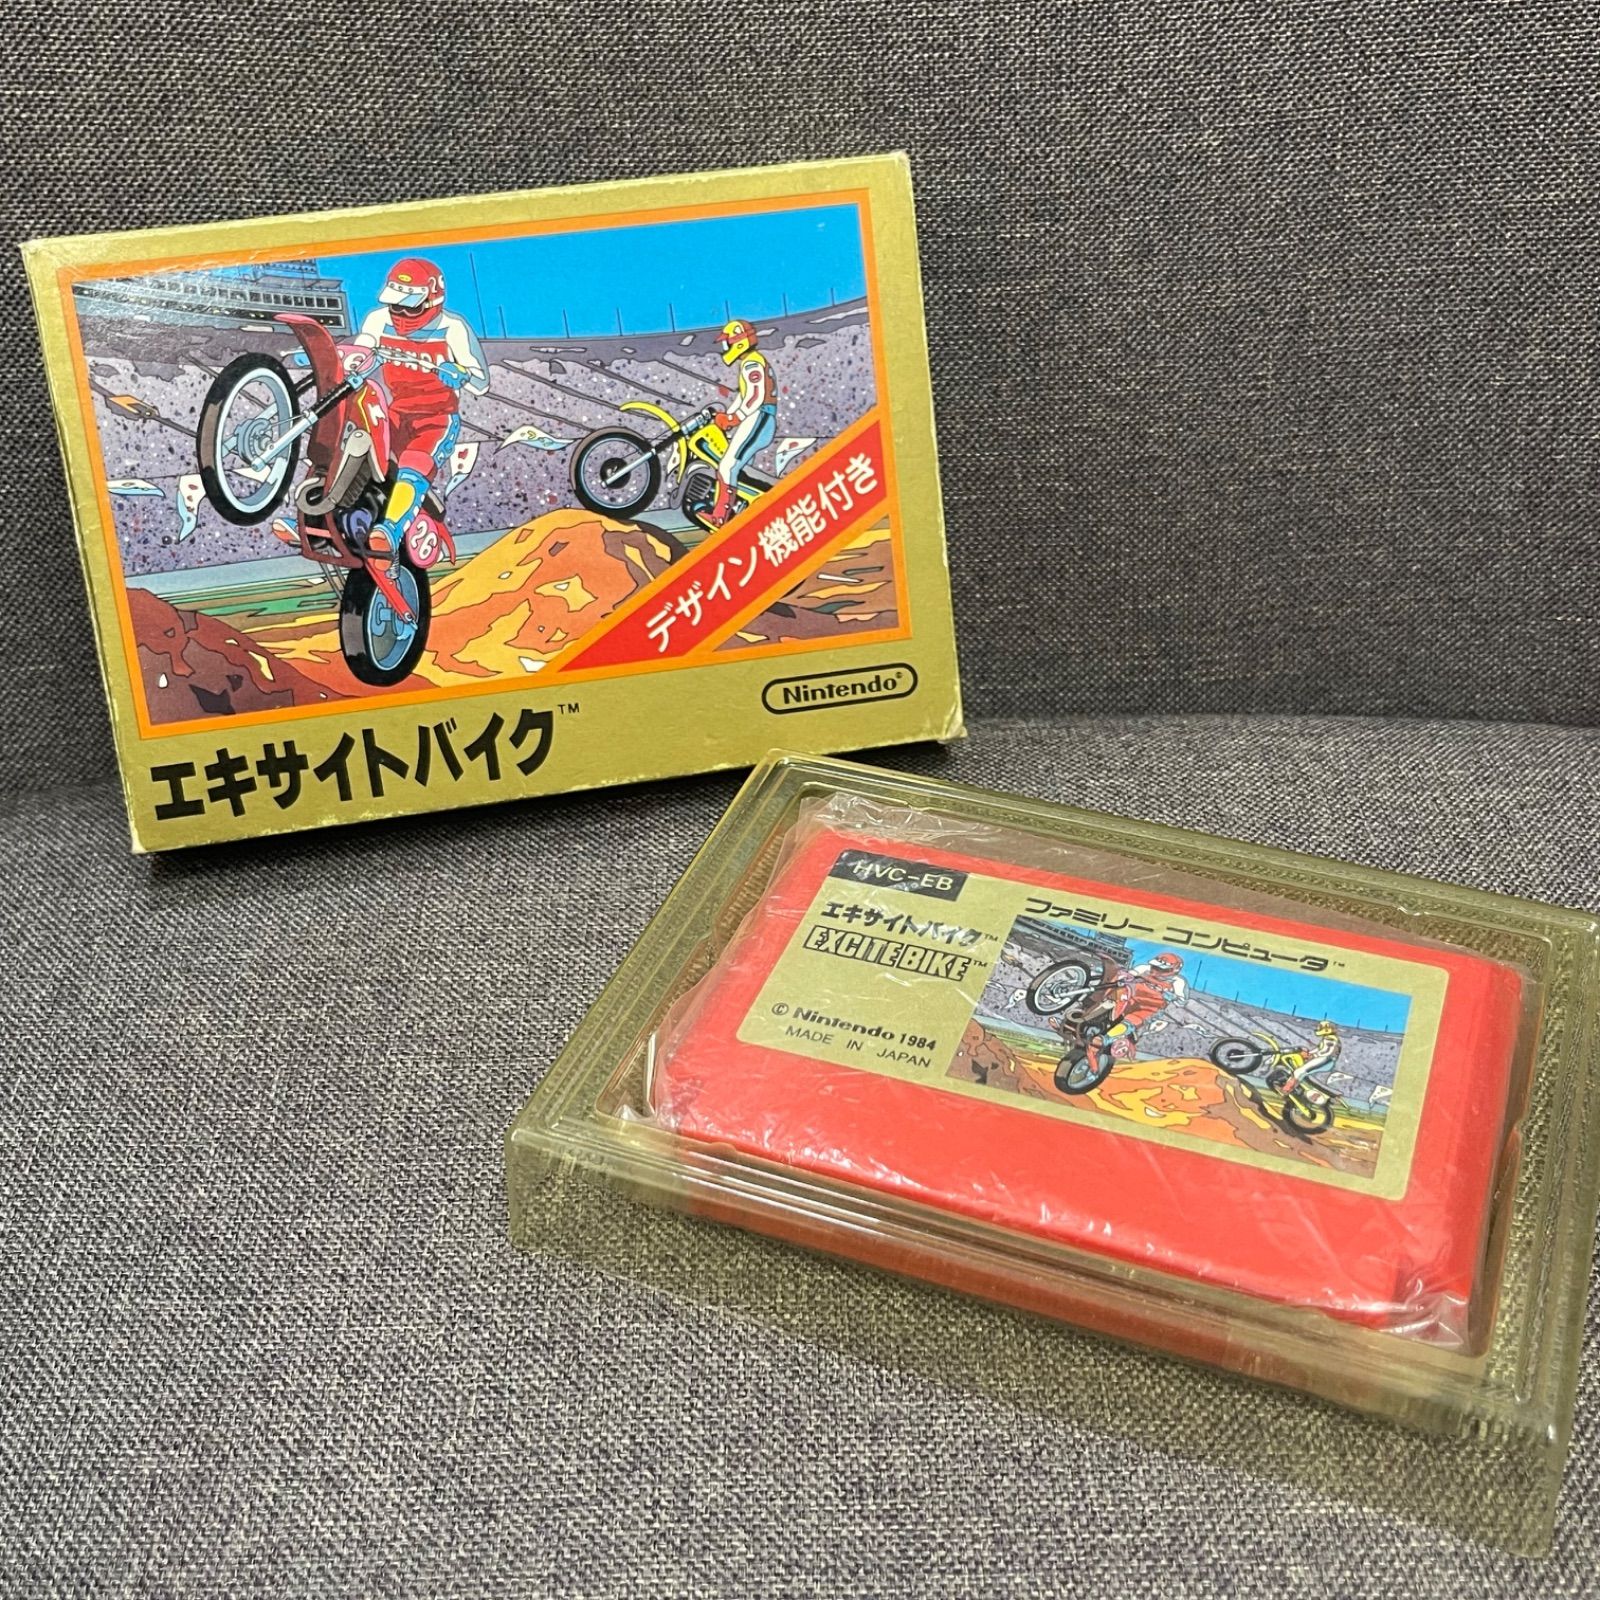 HONDA
26
デザイン機能付き
Nintendo®
エキサイトバイク™
HVC-EB
ファミリー コンピュータ™
エキサイトバイク™
EXCITEBIKE™
© Nintendo 1984
MADE IN JAPAN